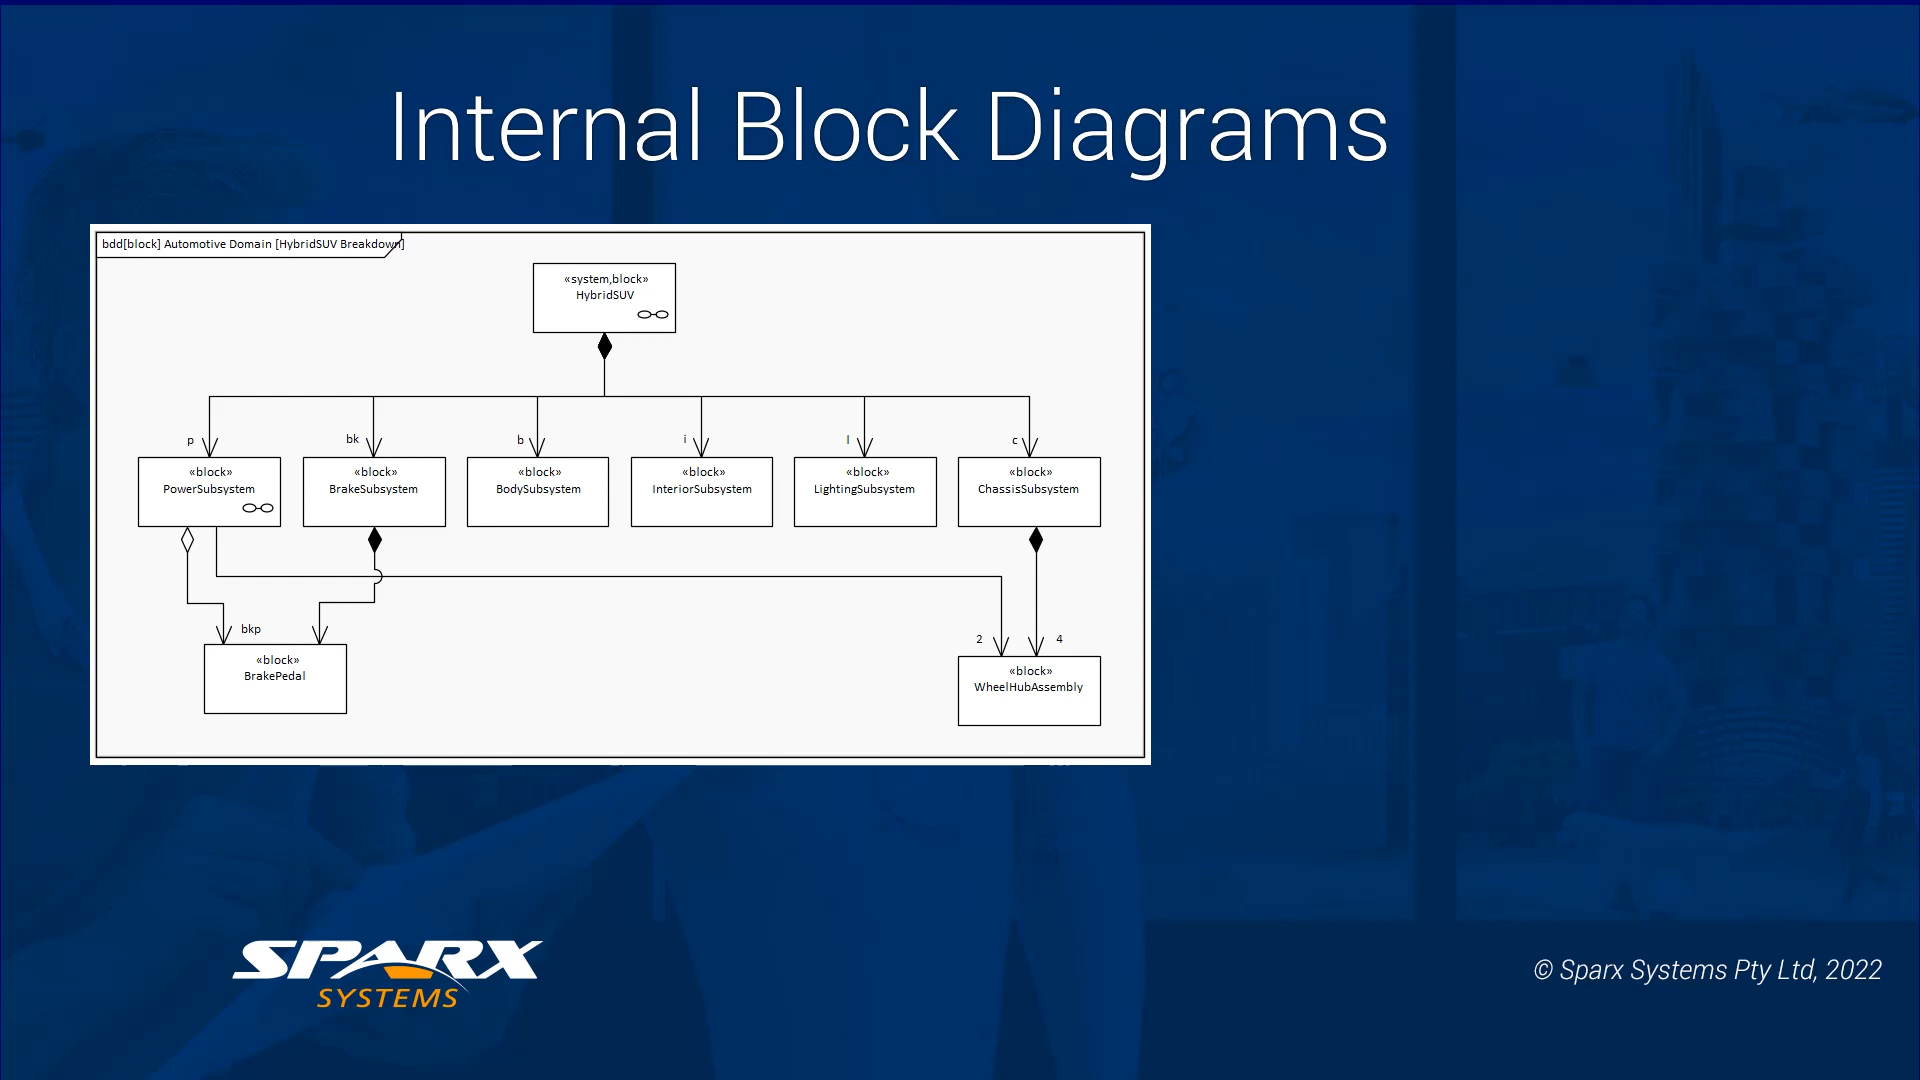 Internal Block Diagrams
bdd[block] Automotive Domain [HybridSUV Breakdown]
«system,block»
HybridSUV
p
bk
b
i
l
c
«block»
PowerSubsystem
«block»
BrakeSubsystem
«block»
BodySubsystem
«block»
InteriorSubsystem
«block»
LightingSubsystem
«block»
ChassisSubsystem
bkp
2
4
«block»
BrakePedal
«block»
WheelHubAssembly
SPARX
SYSTEMS
© Sparx Systems Pty Ltd, 2022